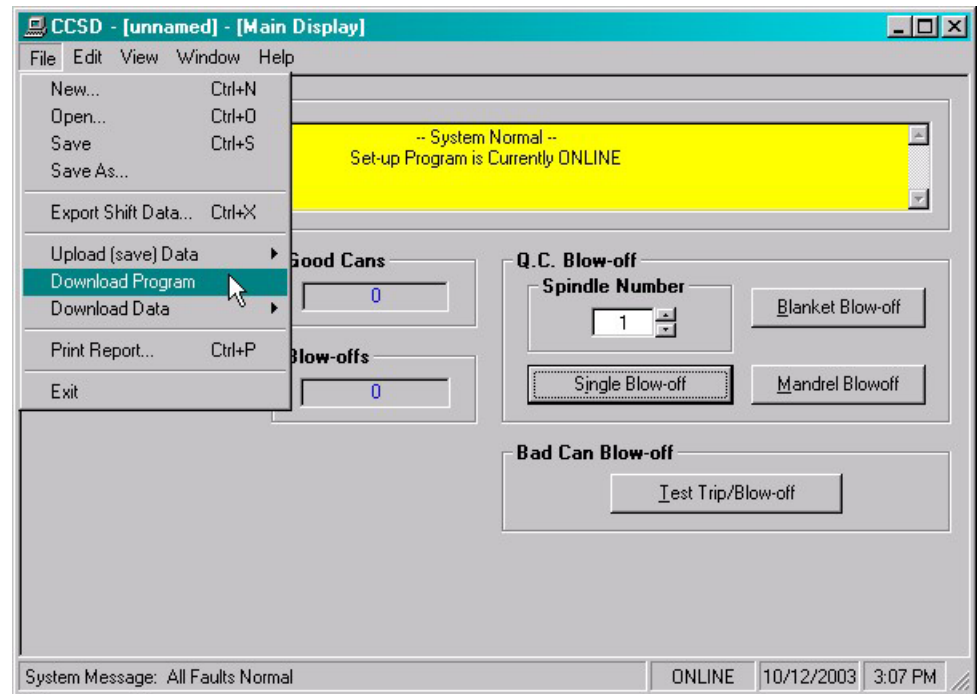 CCSD - [unnamed] - [Main Display]
File Edit View Window Help
New... Ctrl+N
Open... Ctrl+O
Save Ctrl+S
Save As...
Export Shift Data... Ctrl+X
Upload (save) Data
Download Program
Download Data
Print Report... Ctrl+P
Exit
-- System Normal --
Set-up Program is Currently ONLINE
Good Cans
0
Blow-offs
0
Q.C. Blow-off
Spindle Number
1
Blanket Blow-off
Single Blow-off
Mandrel Blowoff
Bad Can Blow-off
Test Trip/Blow-off
System Message: All Faults Normal
ONLINE
10/12/2003
3:07 PM